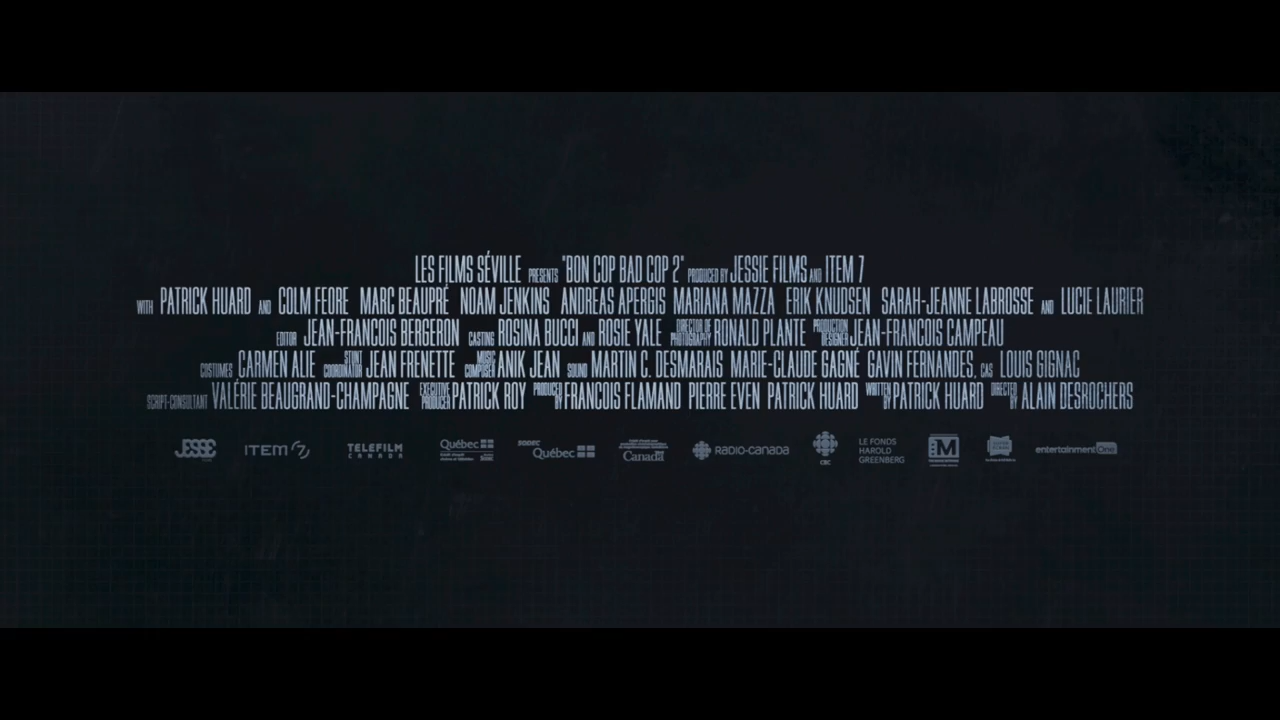 LES FILMS SÉVILLE PRESENTS "BON COP BAD COP 2" PRODUCED BY JESSIE FILMS AND ITEM 7
WITH PATRICK HUARD AND COLM FEORE MARC BEAUPRÉ NOAM JENKINS ANDREAS APERGIS MARIANA MAZZA ERIK KNUDSEN SARAH-JEANNE LABROSSE AND LUCIE LAURIER
EDITOR JEAN-FRANCOIS BERGERON CASTING ROSINA BUCCI AND ROSIE YALE DIRECTOR OF PHOTOGRAPHY RONALD PLANTE PRODUCTION DESIGNER JEAN-FRANCOIS CAMPEAU
COSTUMES CARMEN ALIE STUNT COORDINATOR JEAN FRENETTE MUSIC COMPOSER ANIK JEAN SOUND MARTIN C. DESMARAIS MARIE-CLAUDE GAGNÉ GAVIN FERNANDES, CAS LOUIS GIGNAC
SCRIPT-CONSULTANT VALÉRIE BEAUGRAND-CHAMPAGNE EXECUTIVE PRODUCER PATRICK ROY PRODUCED BY FRANCOIS FLAMAND PIERRE EVEN PATRICK HUARD WRITTEN BY PATRICK HUARD DIRECTED BY ALAIN DESROCHERS
JESSIE ITEM 7 TELEFILM CANADA Québec SODEC Québec Canada RADIO-CANADA CBC LE FONDS HAROLD GREENBERG M entertainment One